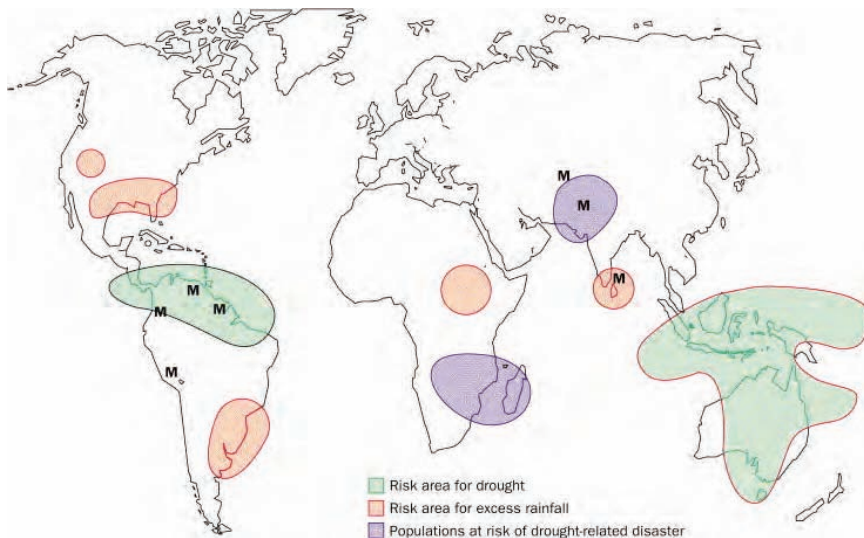 M
M
M
M
M
M
M
Risk area for drought
Risk area for excess rainfall
Populations at risk of drought-related disaster